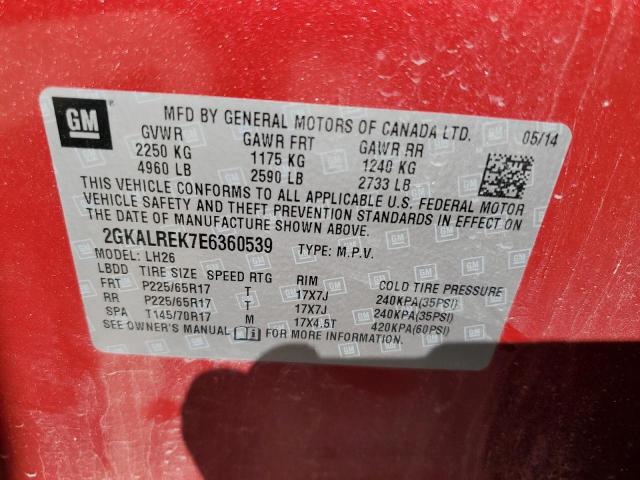 GM
MFD BY GENERAL MOTORS OF CANADA LTD. 05/14
GVWR GAWR FRT GAWR RR
2250 KG 1175 KG 1240 KG
4960 LB 2590 LB 2733 LB
THIS VEHICLE CONFORMS TO ALL APPLICABLE U.S. FEDERAL MOTOR
VEHICLE SAFETY AND THEFT PREVENTION STANDARDS IN EFFECT ON
THE DATE OF MANUFACTURE SHOWN ABOVE.
2GKALREK7E6360539 TYPE: M.P.V.
MODEL: LH26
LBDD TIRE SIZE SPEED RTG RIM COLD TIRE PRESSURE
FRT P225/65R17 T 17X7J 240KPA(35PSI)
RR P225/65R17 T 17X7J 240KPA(35PSI)
SPA T145/70R17 M 17X4.5T 420KPA(60PSI)
SEE OWNER'S MANUAL FOR MORE INFORMATION.